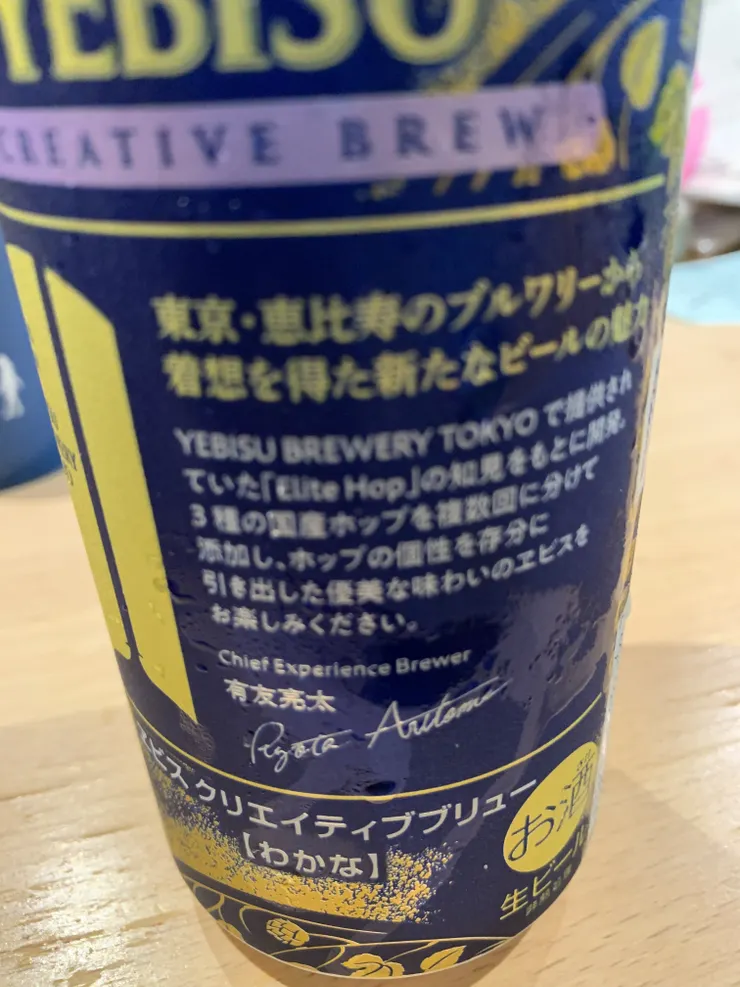 YEBISU
CREATIVE BREW
東京・恵比寿のブルワリーから
着想を得た新たなビールの魅力
YEBISU BREWERY TOKYO で提供され
ていた「Elite Hop」の知見をもとに開発。
3種の国産ホップを複数回に分けて
添加し、ホップの個性を存分に
引き出した優美な味わいのヱビスを
お楽しみください。
Chief Experience Brewer
有友亮太
Ryota Aritomo
ヱビス クリエイティブブリュー
【わかな】
お酒
生ビール